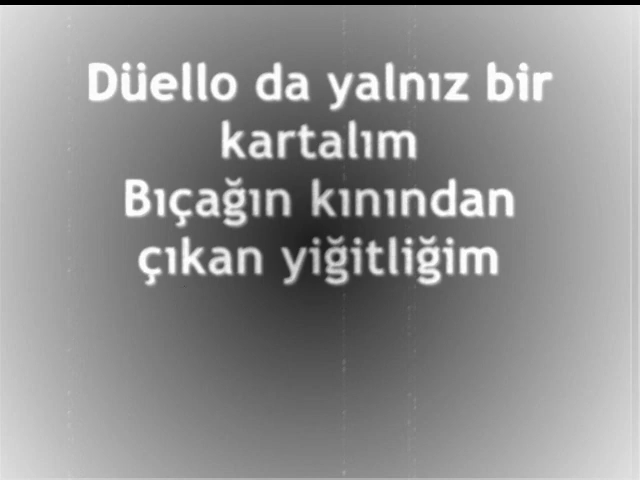 Düello da yalnız bir
kartalım
Bıçağın kınından
çıkan yiğitliğim